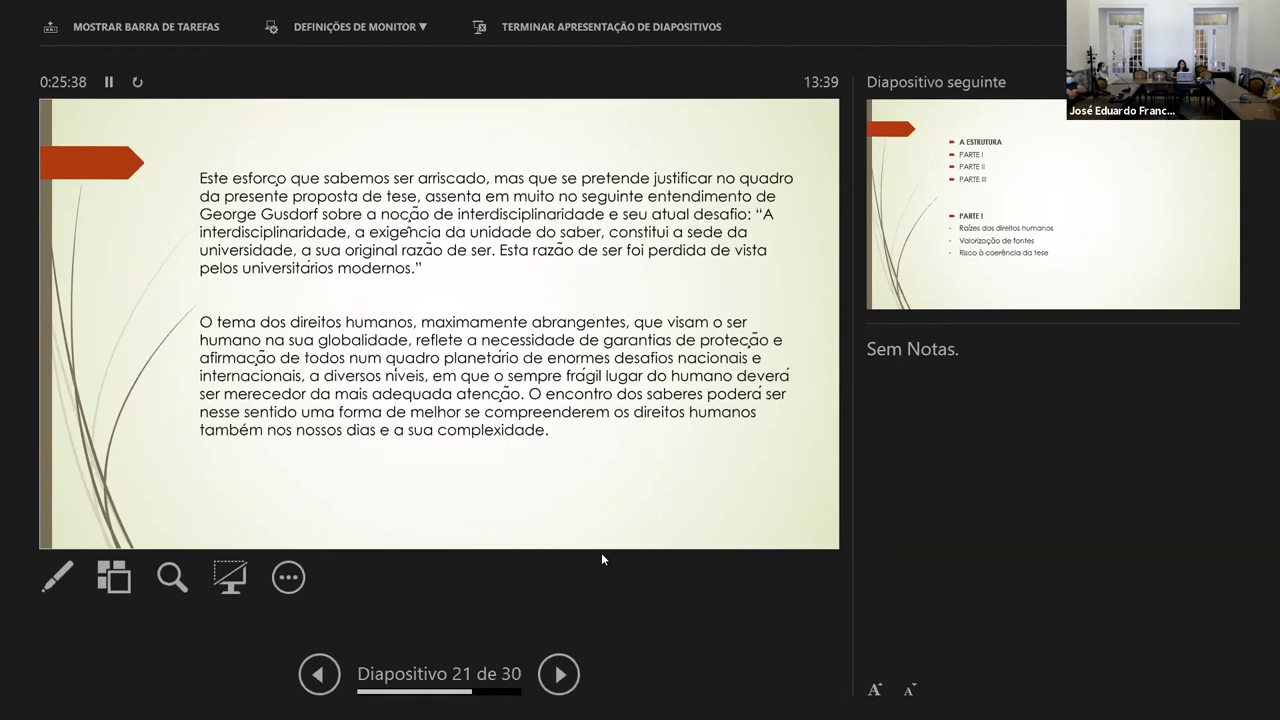 MOSTRAR BARRA DE TAREFAS
DEFINIÇÕES DE MONITOR ▼
TERMINAR APRESENTAÇÃO DE DIAPOSITIVOS
0:25:38
13:39
Este esforço que sabemos ser arriscado, mas que se pretende justificar no quadro
da presente proposta de tese, assenta em muito no seguinte entendimento de
George Gusdorf sobre a noção de interdisciplinaridade e seu atual desafio: “A
interdisciplinaridade, a exigência da unidade do saber, constitui a sede da
universidade, a sua original razão de ser. Esta razão de ser foi perdida de vista
pelos universitários modernos.”
O tema dos direitos humanos, maximamente abrangentes, que visam o ser
humano na sua globalidade, reflete a necessidade de garantias de proteção e
afirmação de todos num quadro planetário de enormes desafios nacionais e
internacionais, a diversos níveis, em que o sempre frágil lugar do humano deverá
ser merecedor da mais adequada atenção. O encontro dos saberes poderá ser
nesse sentido uma forma de melhor se compreenderem os direitos humanos
também nos nossos dias e a sua complexidade.
Diapositivo 21 de 30
Diapositivo seguinte
José Eduardo Franc...
A ESTRUTURA
PARTE I
PARTE II
PARTE III
PARTE I
- Raízes dos direitos humanos
- Valorização de fontes
- Risco à coerência da tese
Sem Notas.
A A